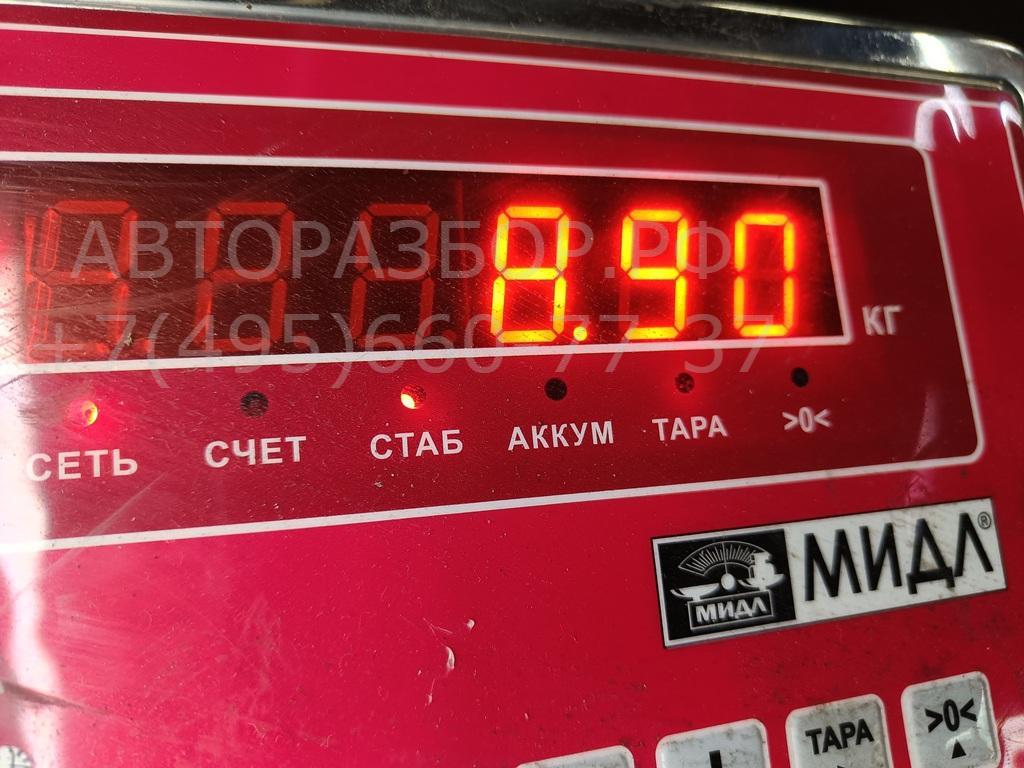 АВТОРАЗБОР.РФ
8.90
КГ
+7(495)660-77-37
СЕТЬ СЧЕТ СТАБ АККУМ ТАРА >0<
МИДЛ МИДЛ®
ТАРА >0<